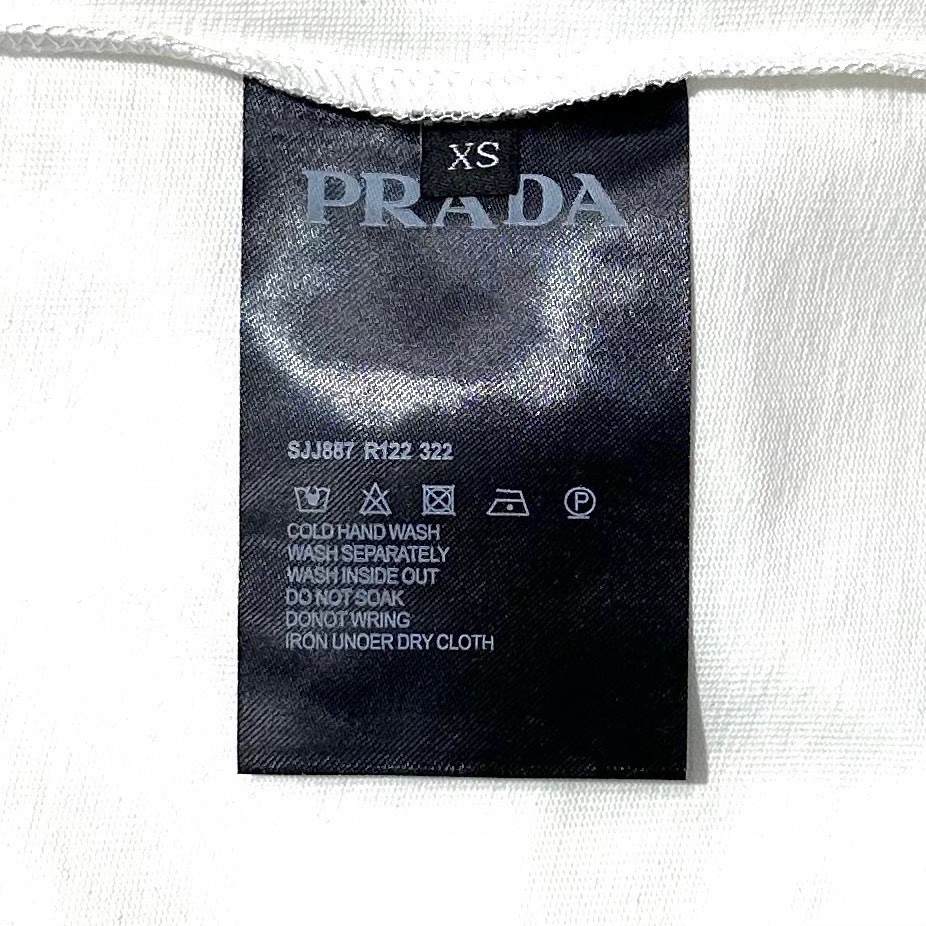 XS
PRADA
SJJ887 R122 322
P
COLD HAND WASH
WASH SEPARATELY
WASH INSIDE OUT
DO NOT SOAK
DONOT WRING
IRON UNDER DRY CLOTH